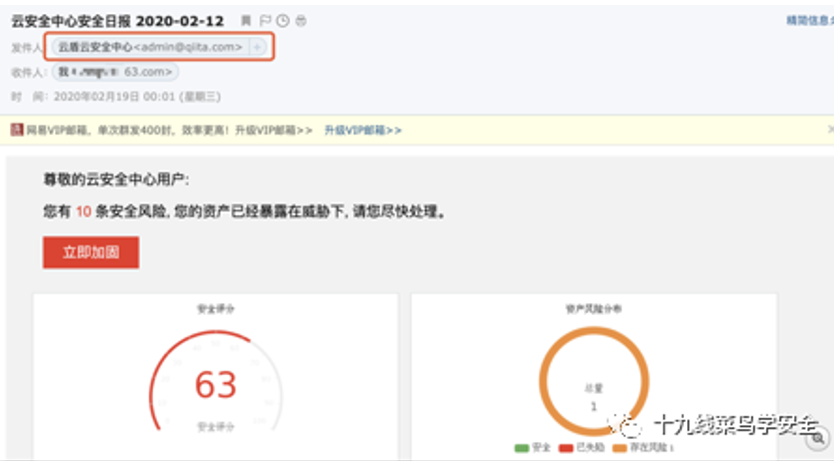 云安全中心安全日报 2020-02-12
精简信息
发件人 云盾云安全中心<admin@qiita.com> +
收件人: 我 63.com>
时 间: 2020年02月19日 00:01 (星期三)
网易VIP邮箱,单次群发400封,效率更高! 升级VIP邮箱>> 升级VIP邮箱>>
尊敬的云安全中心用户:
您有 10 条安全风险, 您的资产已经暴露在威胁下, 请您尽快处理。
立即加固
安全评分
63
安全评分
资产风险分布
总量
1
安全 已失陷 存在风险 1
十九线菜鸟学安全